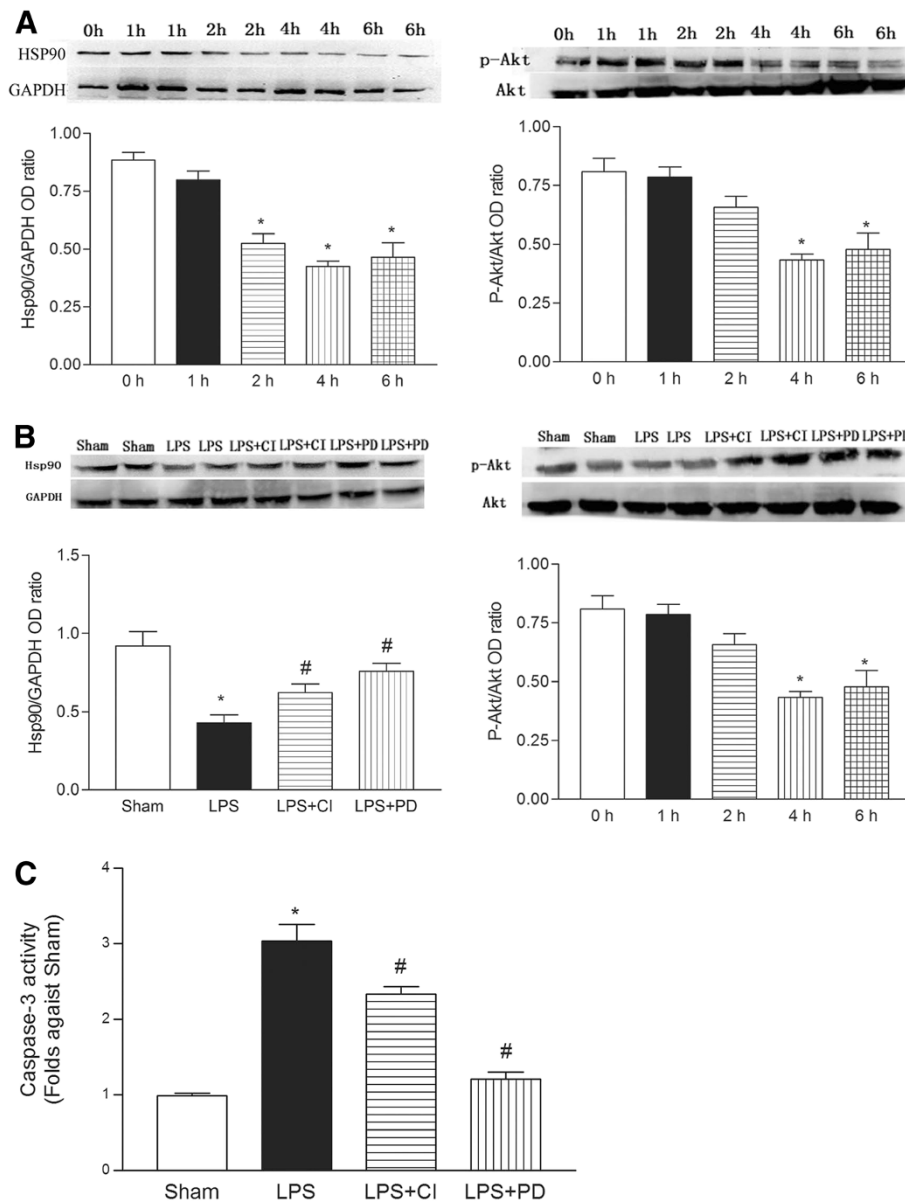 A
0h 1h 1h 2h 2h 4h 4h 6h 6h
HSP90
GAPDH
Hsp90/GAPDH OD ratio
1.00
0.75
0.50
0.25
0.00
* * *
0 h 1 h 2 h 4 h 6 h
0h 1h 1h 2h 2h 4h 4h 6h 6h
p-Akt
Akt
P-Akt/Akt OD ratio
1.00
0.75
0.50
0.25
0.00
* *
0 h 1 h 2 h 4 h 6 h
B
Sham Sham LPS LPS LPS+CI LPS+CI LPS+PD LPS+PD
Hsp90
GAPDH
Hsp90/GAPDH OD ratio
1.5
1.0
0.5
0.0
* # #
Sham LPS LPS+CI LPS+PD
Sham Sham LPS LPS LPS+CI LPS+CI LPS+PD LPS+PD
p-Akt
Akt
P-Akt/Akt OD ratio
1.00
0.75
0.50
0.25
0.00
* *
0 h 1 h 2 h 4 h 6 h
C
Caspase-3 activity
(Folds agaist Sham)
4
3
2
1
0
* # #
Sham LPS LPS+CI LPS+PD